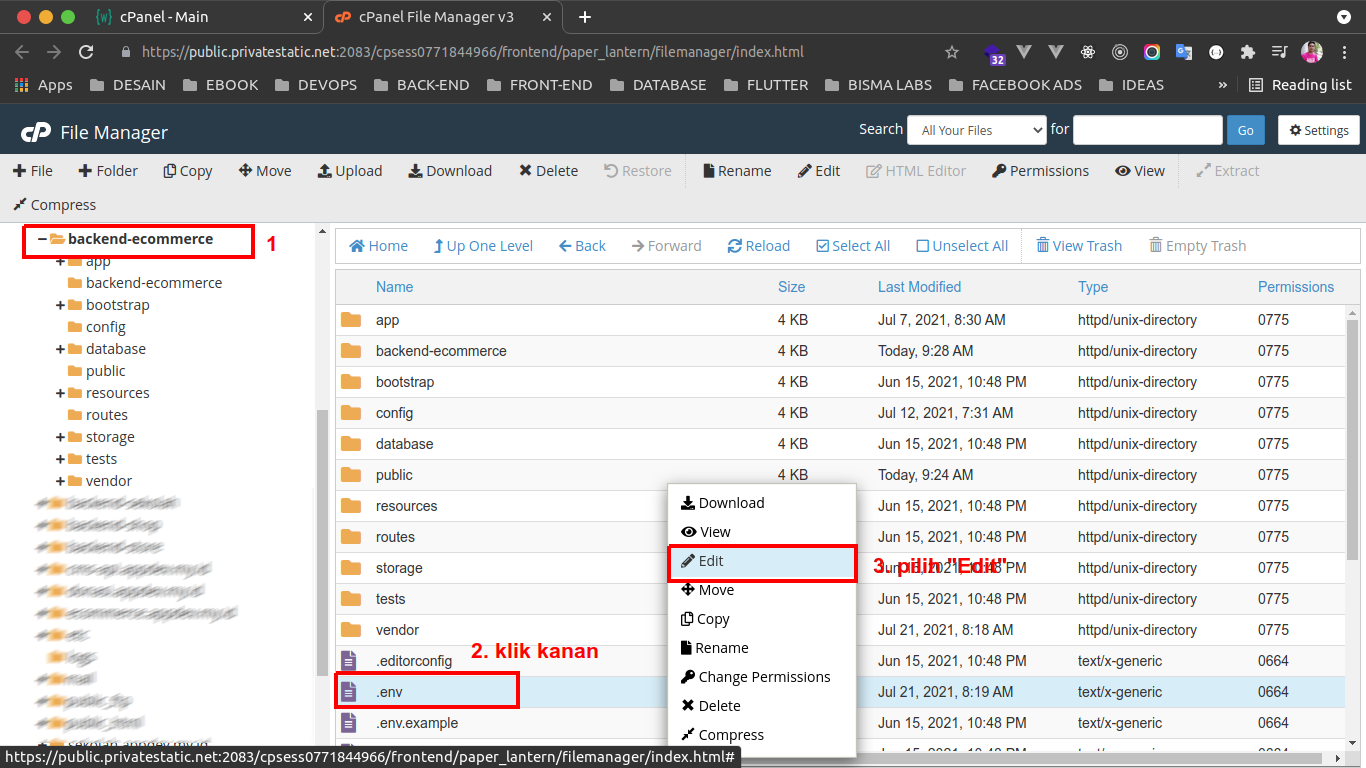 cPanel - Main
cPanel File Manager v3
https://public.privatestatic.net:2083/cpsess0771844966/frontend/paper_lantern/filemanager/index.html
32
Apps DESAIN EBOOK DEVOPS BACK-END FRONT-END DATABASE FLUTTER BISMA LABS FACEBOOK ADS IDEAS » Reading list
cP File Manager
Search All Your Files for Go Settings
File Folder Copy Move Upload Download Delete Restore Rename Edit HTML Editor Permissions View Extract
Compress
backend-ecommerce 1
app
backend-ecommerce
bootstrap
config
database
public
resources
routes
storage
tests
vendor
Home Up One Level Back Forward Reload Select All Unselect All View Trash Empty Trash
Name Size Last Modified Type Permissions
app 4 KB Jul 7, 2021, 8:30 AM httpd/unix-directory 0775
backend-ecommerce 4 KB Today, 9:28 AM httpd/unix-directory 0775
bootstrap 4 KB Jun 15, 2021, 10:48 PM httpd/unix-directory 0775
config 4 KB Jul 12, 2021, 7:31 AM httpd/unix-directory 0775
database 4 KB Jun 15, 2021, 10:48 PM httpd/unix-directory 0775
public 4 KB Today, 9:24 AM httpd/unix-directory 0775
resources Jun 15, 2021, 10:48 PM httpd/unix-directory 0775
routes Jun 15, 2021, 10:48 PM httpd/unix-directory 0775
storage Jun 15, 2021, 10:48 PM httpd/unix-directory 0775
tests Jun 15, 2021, 10:48 PM httpd/unix-directory 0775
vendor Jul 21, 2021, 8:18 AM httpd/unix-directory 0775
.editorconfig Jun 15, 2021, 10:48 PM text/x-generic 0664
.env Jul 21, 2021, 8:19 AM text/x-generic 0664
.env.example Jun 15, 2021, 10:48 PM text/x-generic 0664
Download
View
Edit
Move
Copy
Rename
Change Permissions
Delete
Compress
2. klik kanan
3. pilih "Edit"
https://public.privatestatic.net:2083/cpsess0771844966/frontend/paper_lantern/filemanager/index.html#